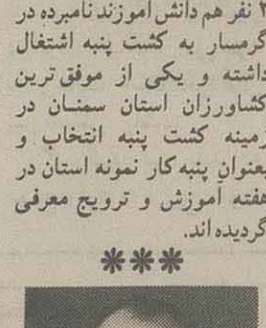 ۲ نفر هم دانش آموزند نامبرده در
گرمسار به کشت پنبه اشتغال
داشته و یکی از موفق ترین
کشاورزان استان سمنان در
زمینه کشت پنبه انتخاب و
بعنوان پنبه کار نمونه استان در
هفته آموزش و ترویج معرفی
گردیده اند.
***